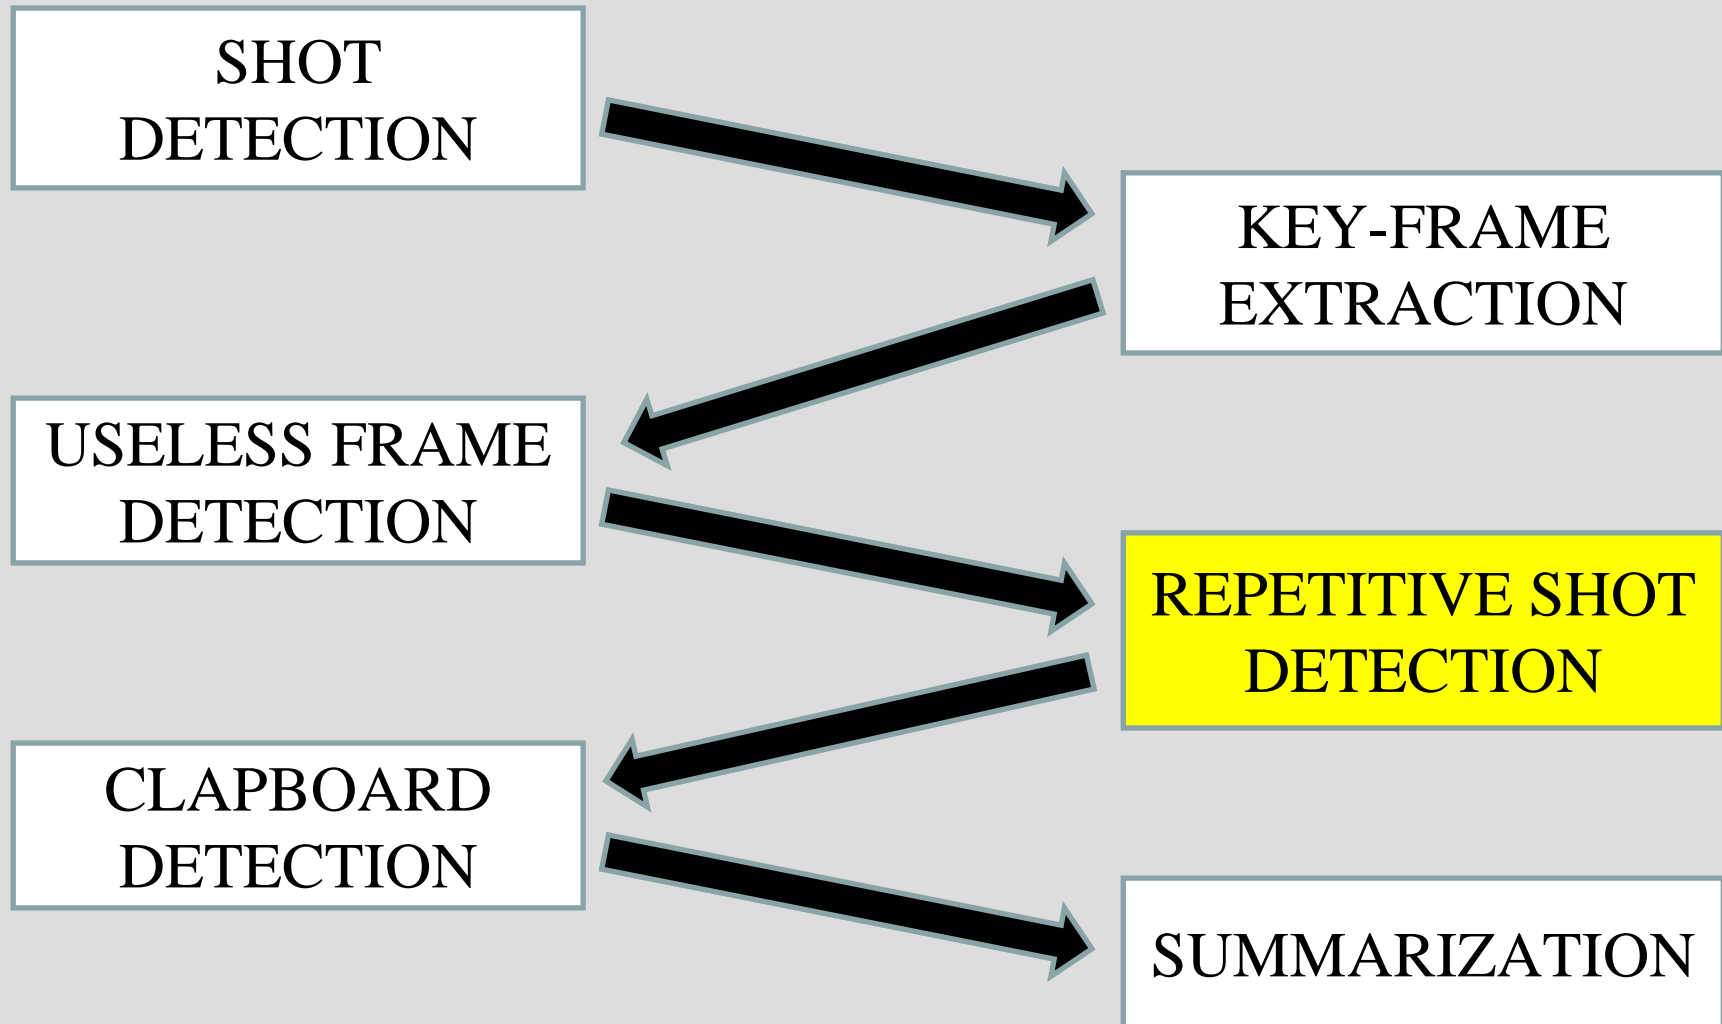 SHOT
DETECTION
KEY-FRAME
EXTRACTION
USELESS FRAME
DETECTION
REPETITIVE SHOT
DETECTION
CLAPBOARD
DETECTION
SUMMARIZATION